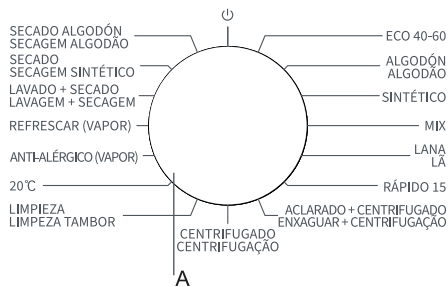 SECADO ALGODÓN
SECAGEM ALGODÃO
SECADO
SECAGEM SINTÉTICO
LAVADO + SECADO
LAVAGEM + SECAGEM
REFRESCAR (VAPOR)
ANTI-ALÉRGICO (VAPOR)
20℃
LIMPIEZA
LIMPEZA TAMBOR
CENTRIFUGADO
CENTRIFUGAÇÃO
ECO 40-60
ALGODÓN
ALGODÃO
SINTÉTICO
MIX
LANA
LÃ
RÁPIDO 15
ACLARADO + CENTRIFUGADO
ENXAGUAR + CENTRIFUGAÇÃO
A